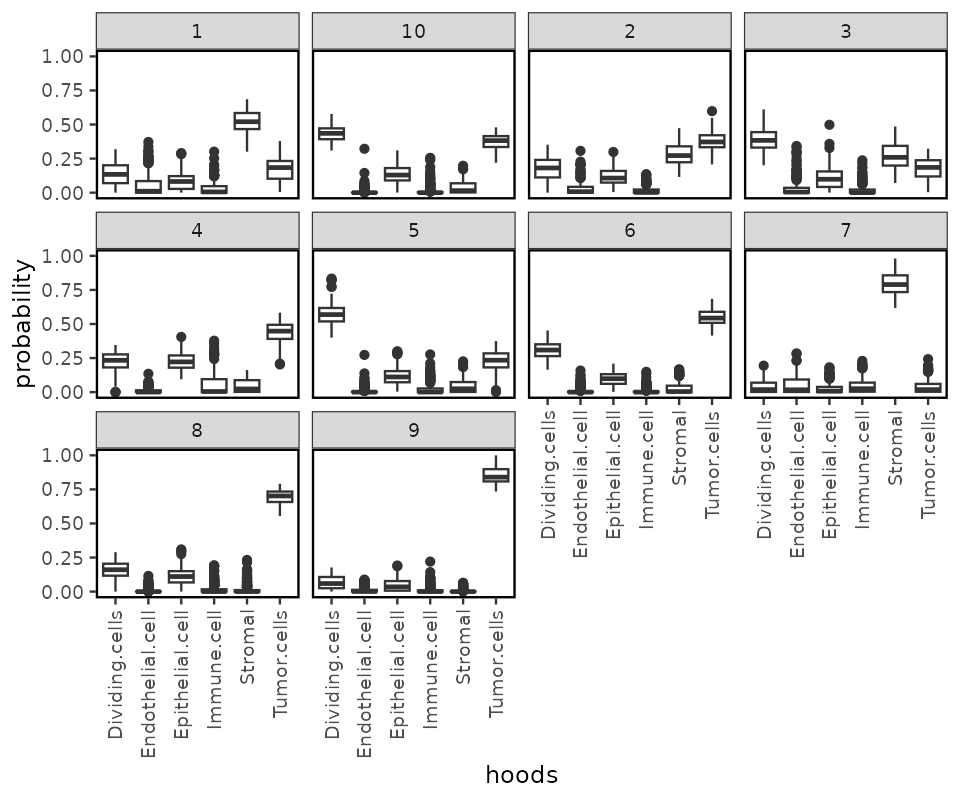 1 10 2 3
1.00
0.75
0.50
0.25
0.00
4 5 6 7
1.00
0.75
0.50
0.25
0.00
probability
8 9
1.00
0.75
0.50
0.25
0.00
Dividing.cells
Endothelial.cell
Epithelial.cell
Immune.cell
Stromal
Tumor.cells
Dividing.cells
Endothelial.cell
Epithelial.cell
Immune.cell
Stromal
Tumor.cells
Dividing.cells
Endothelial.cell
Epithelial.cell
Immune.cell
Stromal
Tumor.cells
Dividing.cells
Endothelial.cell
Epithelial.cell
Immune.cell
Stromal
Tumor.cells
hoods